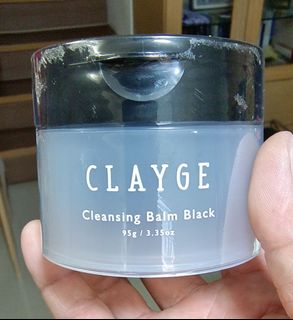 CLAYGE
Cleansing Balm Black
95g / 3.35oz